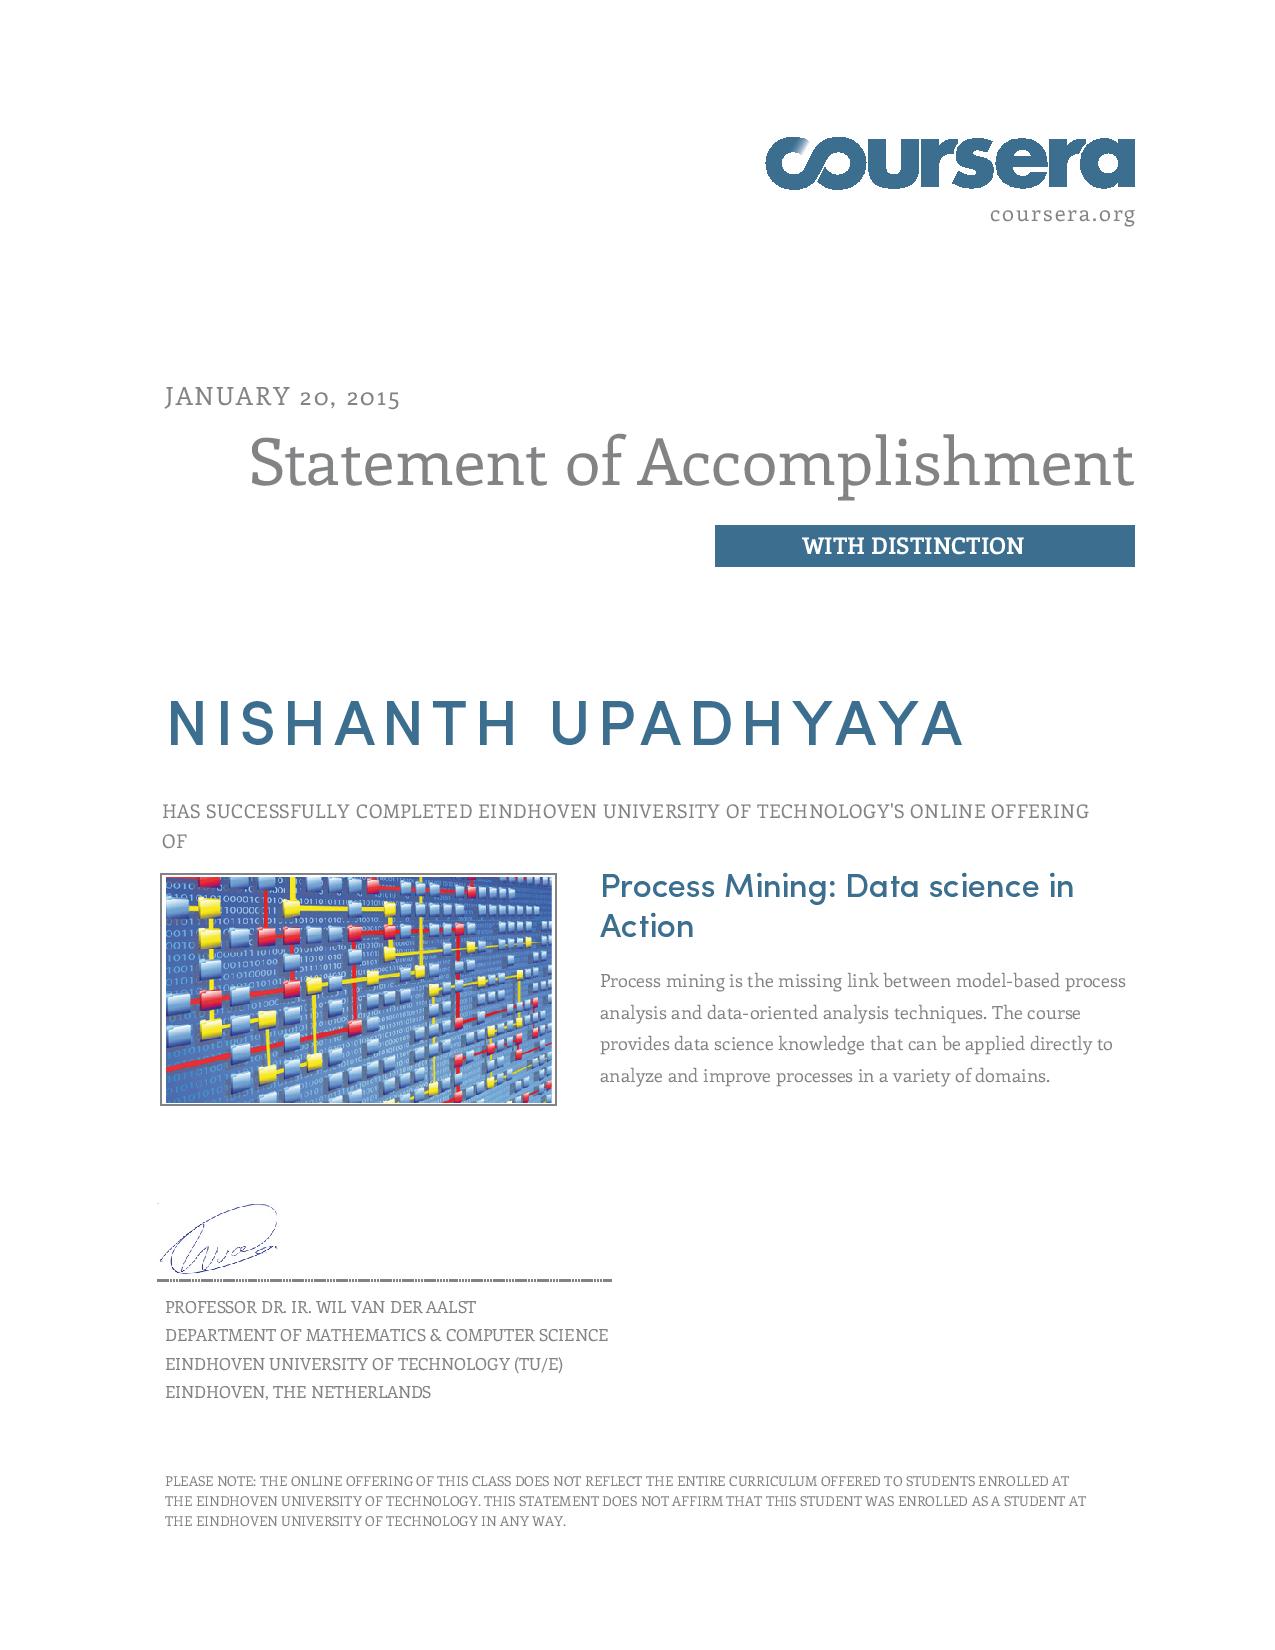 coursera
coursera.org
JANUARY 20, 2015
Statement of Accomplishment
WITH DISTINCTION
NISHANTH UPADHYAYA
HAS SUCCESSFULLY COMPLETED EINDHOVEN UNIVERSITY OF TECHNOLOGY'S ONLINE OFFERING
OF
Process Mining: Data science in
Action
Process mining is the missing link between model-based process
analysis and data-oriented analysis techniques. The course
provides data science knowledge that can be applied directly to
analyze and improve processes in a variety of domains.
PROFESSOR DR. IR. WIL VAN DER AALST
DEPARTMENT OF MATHEMATICS & COMPUTER SCIENCE
EINDHOVEN UNIVERSITY OF TECHNOLOGY (TU/E)
EINDHOVEN, THE NETHERLANDS
PLEASE NOTE: THE ONLINE OFFERING OF THIS CLASS DOES NOT REFLECT THE ENTIRE CURRICULUM OFFERED TO STUDENTS ENROLLED AT
THE EINDHOVEN UNIVERSITY OF TECHNOLOGY. THIS STATEMENT DOES NOT AFFIRM THAT THIS STUDENT WAS ENROLLED AS A STUDENT AT
THE EINDHOVEN UNIVERSITY OF TECHNOLOGY IN ANY WAY.